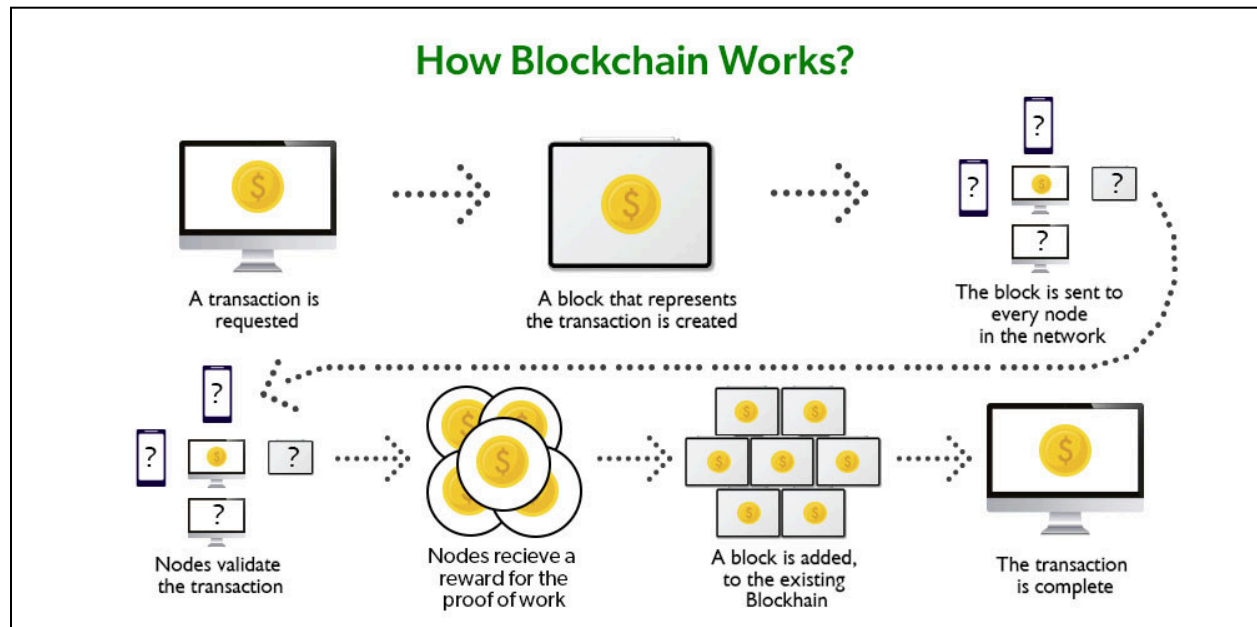 How Blockchain Works?
$
$
?
?
$
?
?
A transaction is
requested
A block that represents
the transaction is created
The block is sent to
every node
in the network
?
?
$
?
?
$
$
$
$
$
$
$
$
$
$
$
$
$
Nodes validate
the transaction
Nodes recieve a
reward for the
proof of work
A block is added,
to the existing
Blockhain
The transaction
is complete